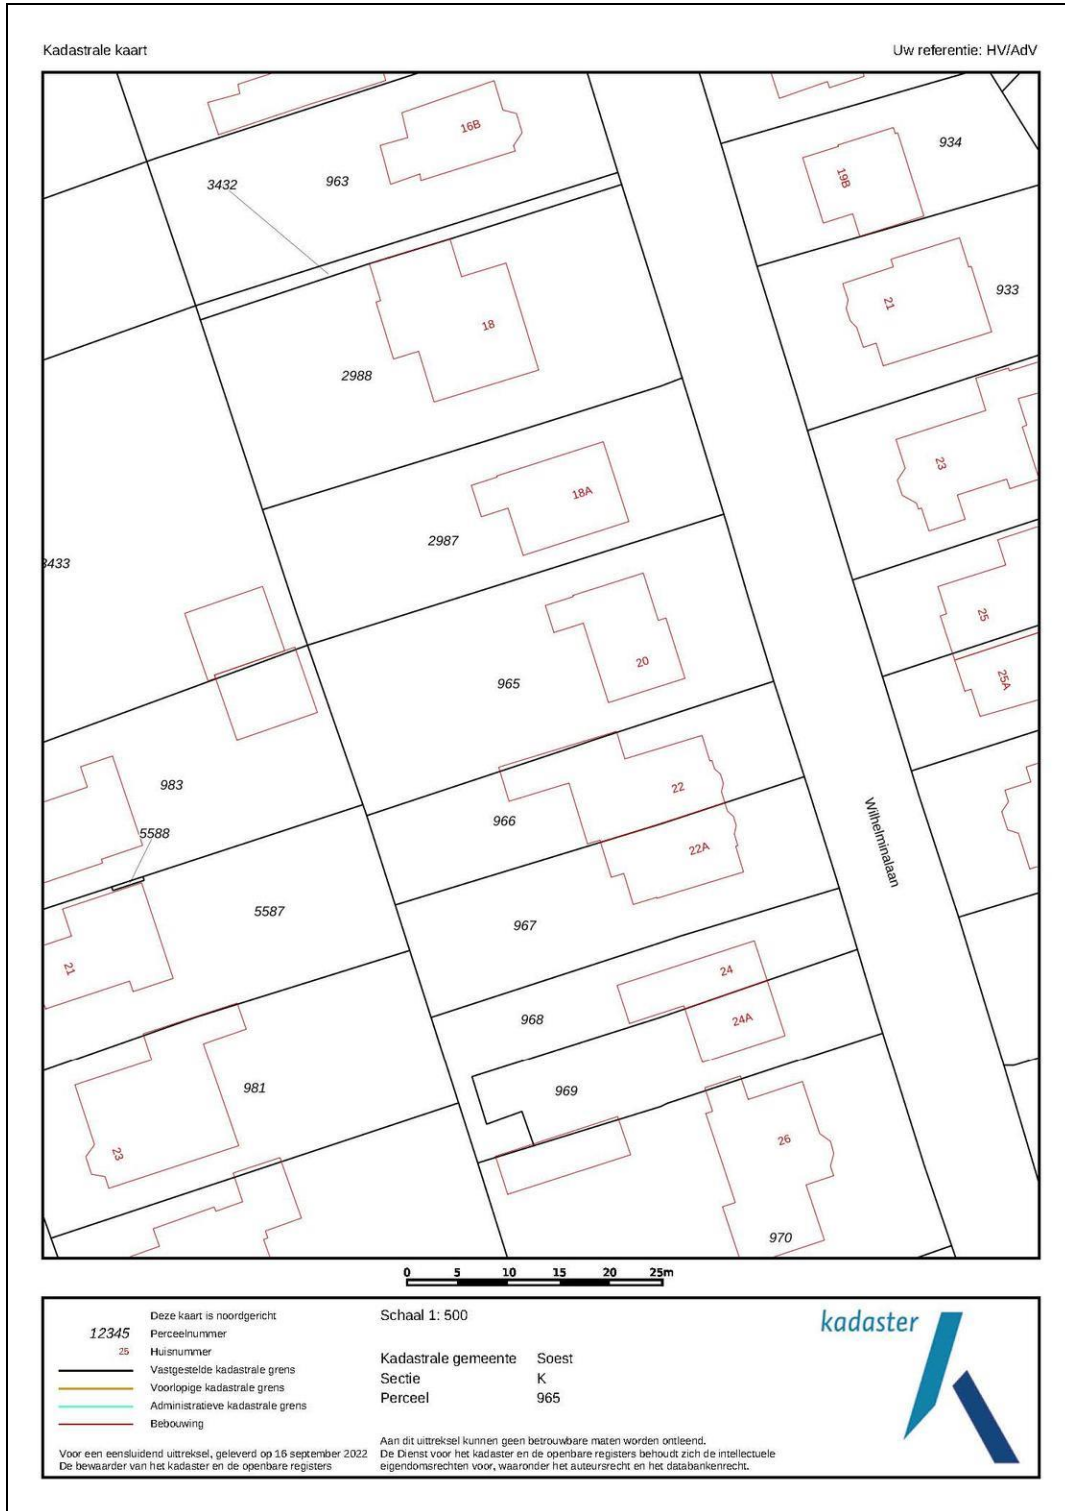 Kadastrale kaart
Uw referentie: HV/AdV
16B
934
3432
963
19B
933
21
18
2988
23
18A
2987
3433
25
20
25A
965
983
22
966
5588
22A
Wilhelminalaan
5587
967
21
24
968
24A
981
969
23
26
970
0 5 10 15 20 25m
Deze kaart is noordgericht
12345 Perceelnummer
25 Huisnummer
Vastgestelde kadastrale grens
Voorlopige kadastrale grens
Administratieve kadastrale grens
Bebouwing
Voor een eensluidend uittreksel, geleverd op 16 september 2022
De bewaarder van het kadaster en de openbare registers
Schaal 1: 500
Kadastrale gemeente Soest
Sectie K
Perceel 965
Aan dit uittreksel kunnen geen betrouwbare maten worden ontleend.
De Dienst voor het kadaster en de openbare registers behoudt zich de intellectuele
eigendomsrechten voor, waaronder het auteursrecht en het databankenrecht.
kadaster